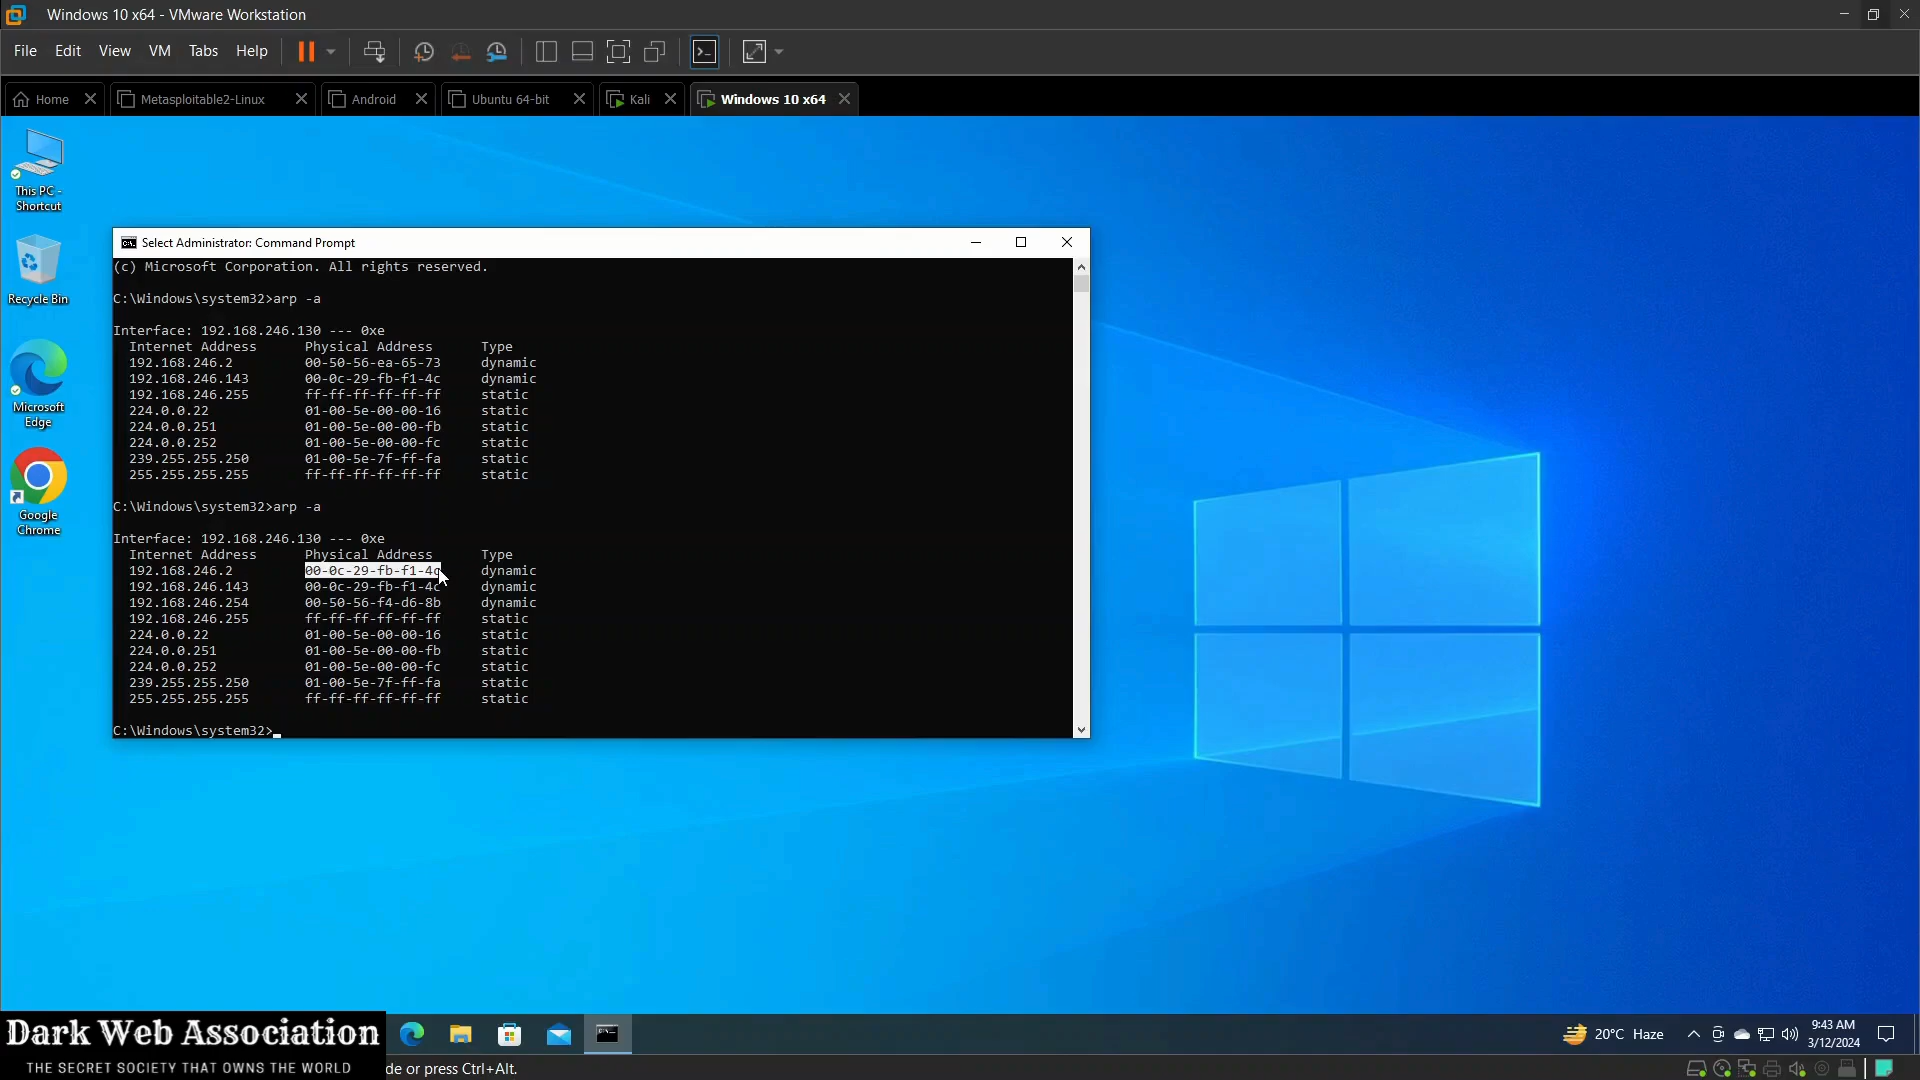 Windows 10 x64 - VMware Workstation
File Edit View VM Tabs Help
Home Metasploitable2-Linux Android Ubuntu 64-bit Kali Windows 10 x64
This PC -
Shortcut
Recycle Bin
Microsoft
Edge
Google
Chrome
Select Administrator: Command Prompt
(c) Microsoft Corporation. All rights reserved.
C:\Windows\system32>arp -a
Interface: 192.168.246.130 --- 0xe
Internet Address Physical Address Type
192.168.246.2 00-50-56-ea-65-73 dynamic
192.168.246.143 00-0c-29-fb-f1-4c dynamic
192.168.246.255 ff-ff-ff-ff-ff-ff static
224.0.0.22 01-00-5e-00-00-16 static
224.0.0.251 01-00-5e-00-00-fb static
224.0.0.252 01-00-5e-00-00-fc static
239.255.255.250 01-00-5e-7f-ff-fa static
255.255.255.255 ff-ff-ff-ff-ff-ff static
C:\Windows\system32>arp -a
Interface: 192.168.246.130 --- 0xe
Internet Address Physical Address Type
192.168.246.2 00-0c-29-fb-f1-4c dynamic
192.168.246.143 00-0c-29-fb-f1-4c dynamic
192.168.246.254 00-50-56-f4-d6-8b dynamic
192.168.246.255 ff-ff-ff-ff-ff-ff static
224.0.0.22 01-00-5e-00-00-16 static
224.0.0.251 01-00-5e-00-00-fb static
224.0.0.252 01-00-5e-00-00-fc static
239.255.255.250 01-00-5e-7f-ff-fa static
255.255.255.255 ff-ff-ff-ff-ff-ff static
C:\Windows\system32>
Dark Web Association
THE SECRET SOCIETY THAT OWNS THE WORLD
20°C Haze
9:43 AM
3/12/2024
de or press Ctrl+Alt.